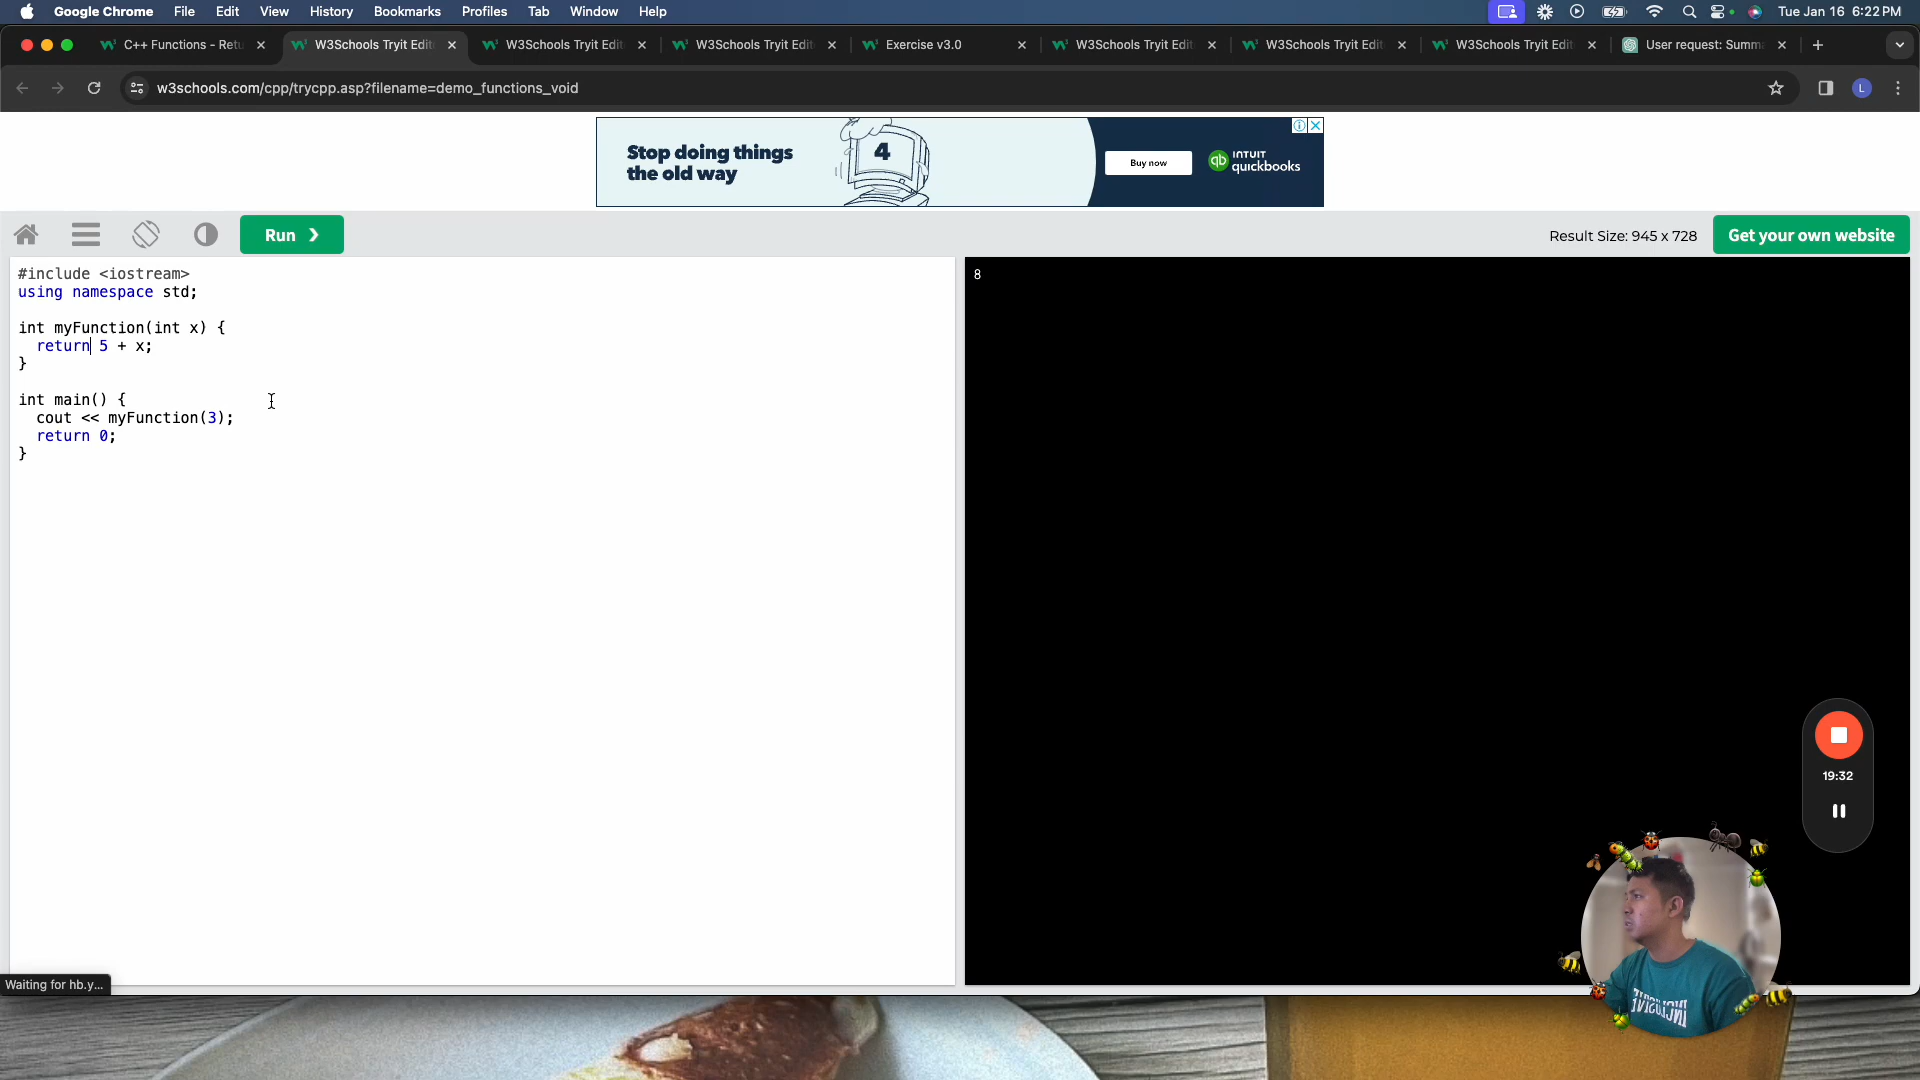 Google Chrome File Edit View History Bookmarks Profiles Tab Window Help Tue Jan 16 6:22 PM
C++ Functions - Retu W3Schools Tryit Edit W3Schools Tryit Edit W3Schools Tryit Edit Exercise v3.0 W3Schools Tryit Edit W3Schools Tryit Edit W3Schools Tryit Edit User request: Summa
w3schools.com/cpp/trycpp.asp?filename=demo_functions_void L
Stop doing things
the old way
4
Buy now
qb INTUIT
quickbooks
Run ❯ Result Size: 945 x 728 Get your own website
#include <iostream>
using namespace std;
int myFunction(int x) {
return 5 + x;
}
int main() {
cout << myFunction(3);
return 0;
}
8
19:32
Waiting for hb.y...